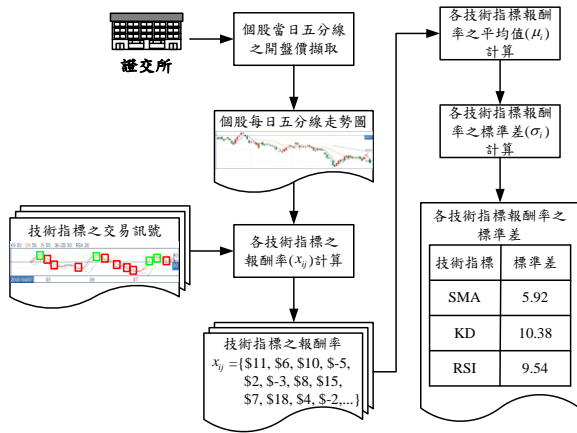 證交所
個股當日五分線
之開盤價擷取
個股每日五分線走勢圖
技術指標之交易訊號
各技術指標之
報酬率(xij)計算
技術指標之報酬率
xij={$11, $6, $10, $-5,
$2, $-3, $8, $15,
$7, $18, $4, $-2,...}
各技術指標報酬
率之平均值(μi)
計算
各技術指標報酬
率之標準差(σi)
計算
各技術指標報酬率之
標準差
技術指標 標準差
SMA 5.92
KD 10.38
RSI 9.54